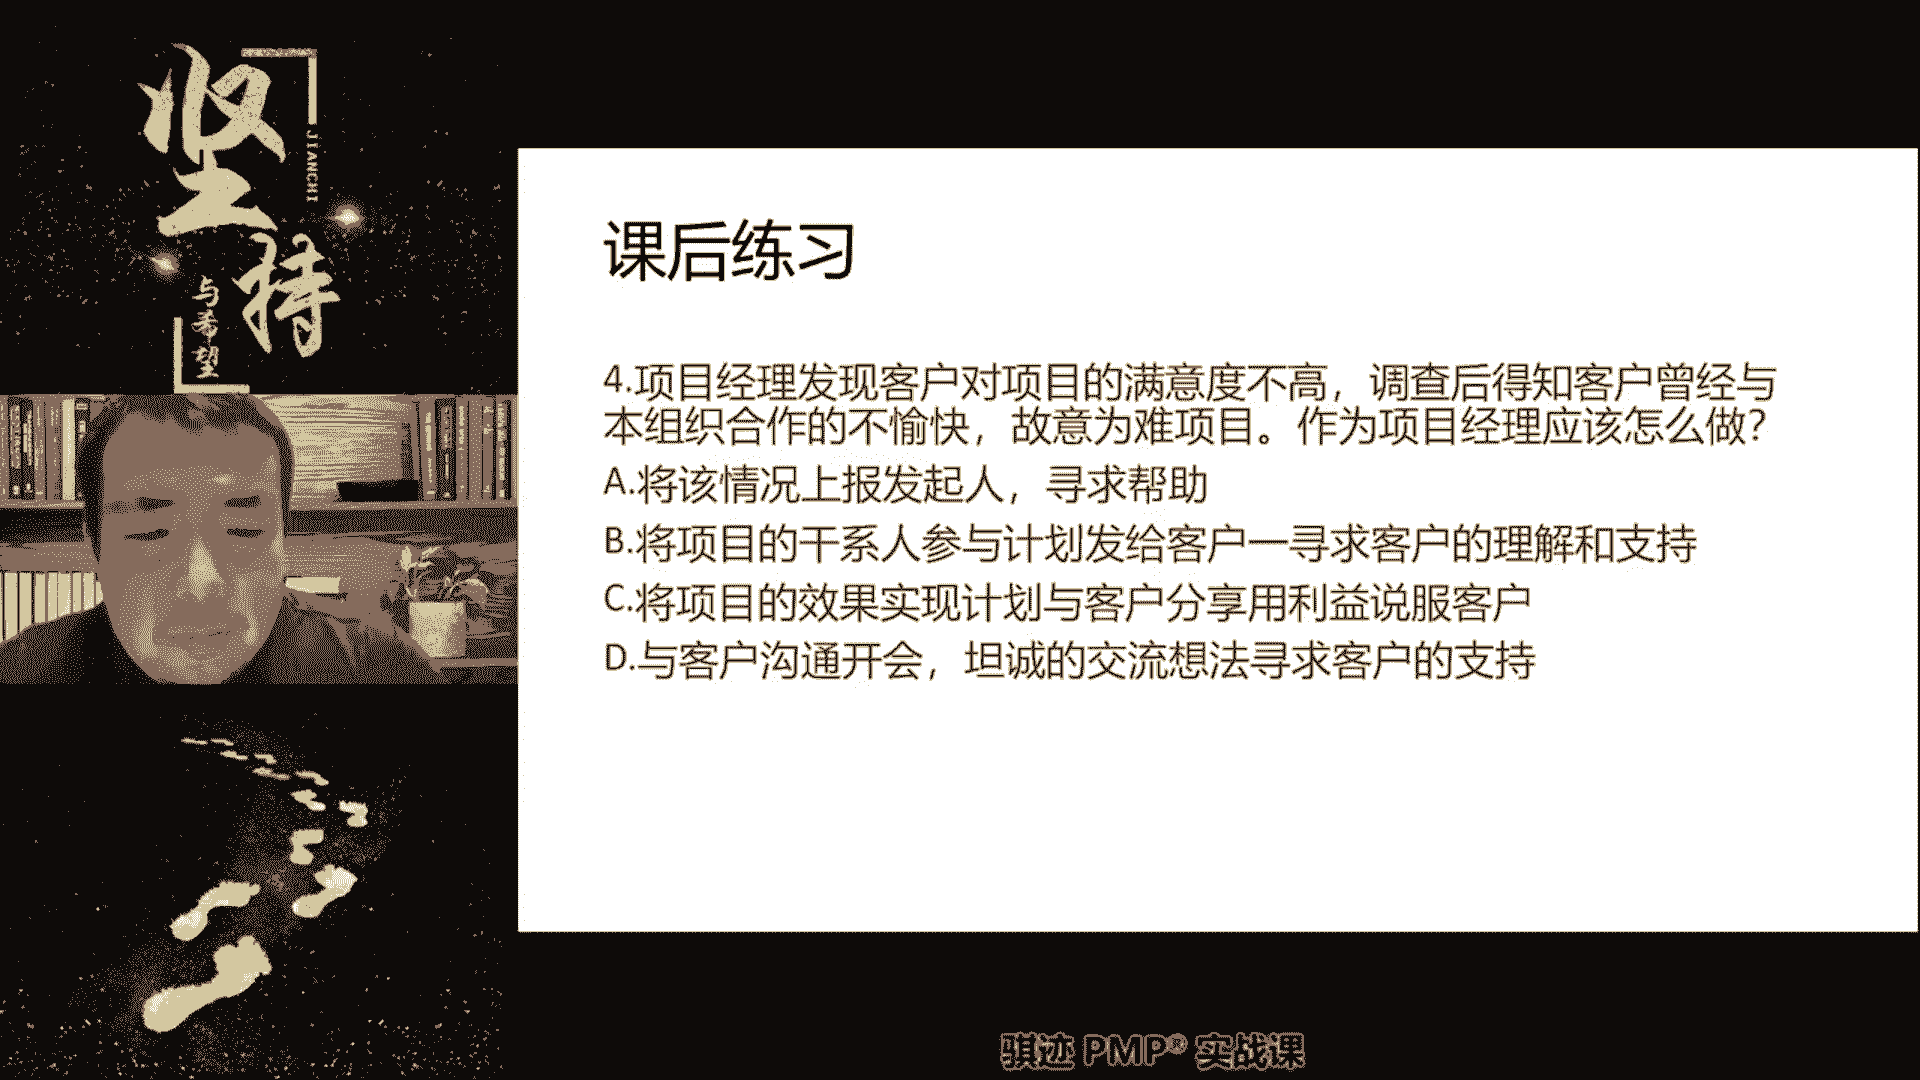 坚持
JIANCHI
与希望
课后练习
4.项目经理发现客户对项目的满意度不高，调查后得知客户曾经与
本组织合作的不愉快，故意为难项目。作为项目经理应该怎么做？
A.将该情况上报发起人，寻求帮助
B.将项目的干系人参与计划发给客户一寻求客户的理解和支持
C.将项目的效果实现计划与客户分享用利益说服客户
D.与客户沟通开会，坦诚的交流想法寻求客户的支持
骐迹 PMP® 实战课